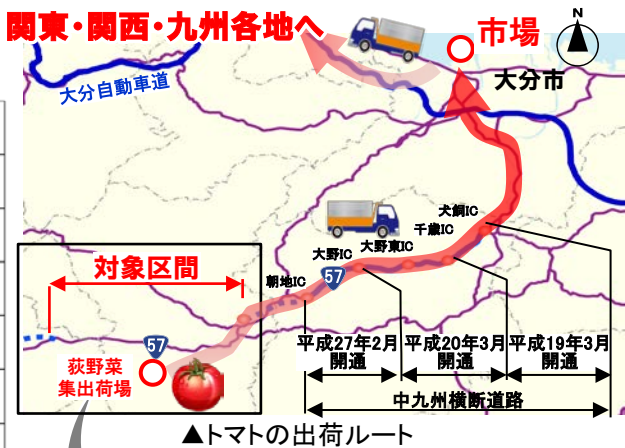 関東・関西・九州各地へ
N
市場
大分自動車道
大分市
犬飼IC
千歳IC
大野東IC
大野IC
対象区間
朝地IC
57
57
平成27年2月
開通
平成20年3月
開通
平成19年3月
開通
荻野菜
集出荷場
中九州横断道路
▲トマトの出荷ルート